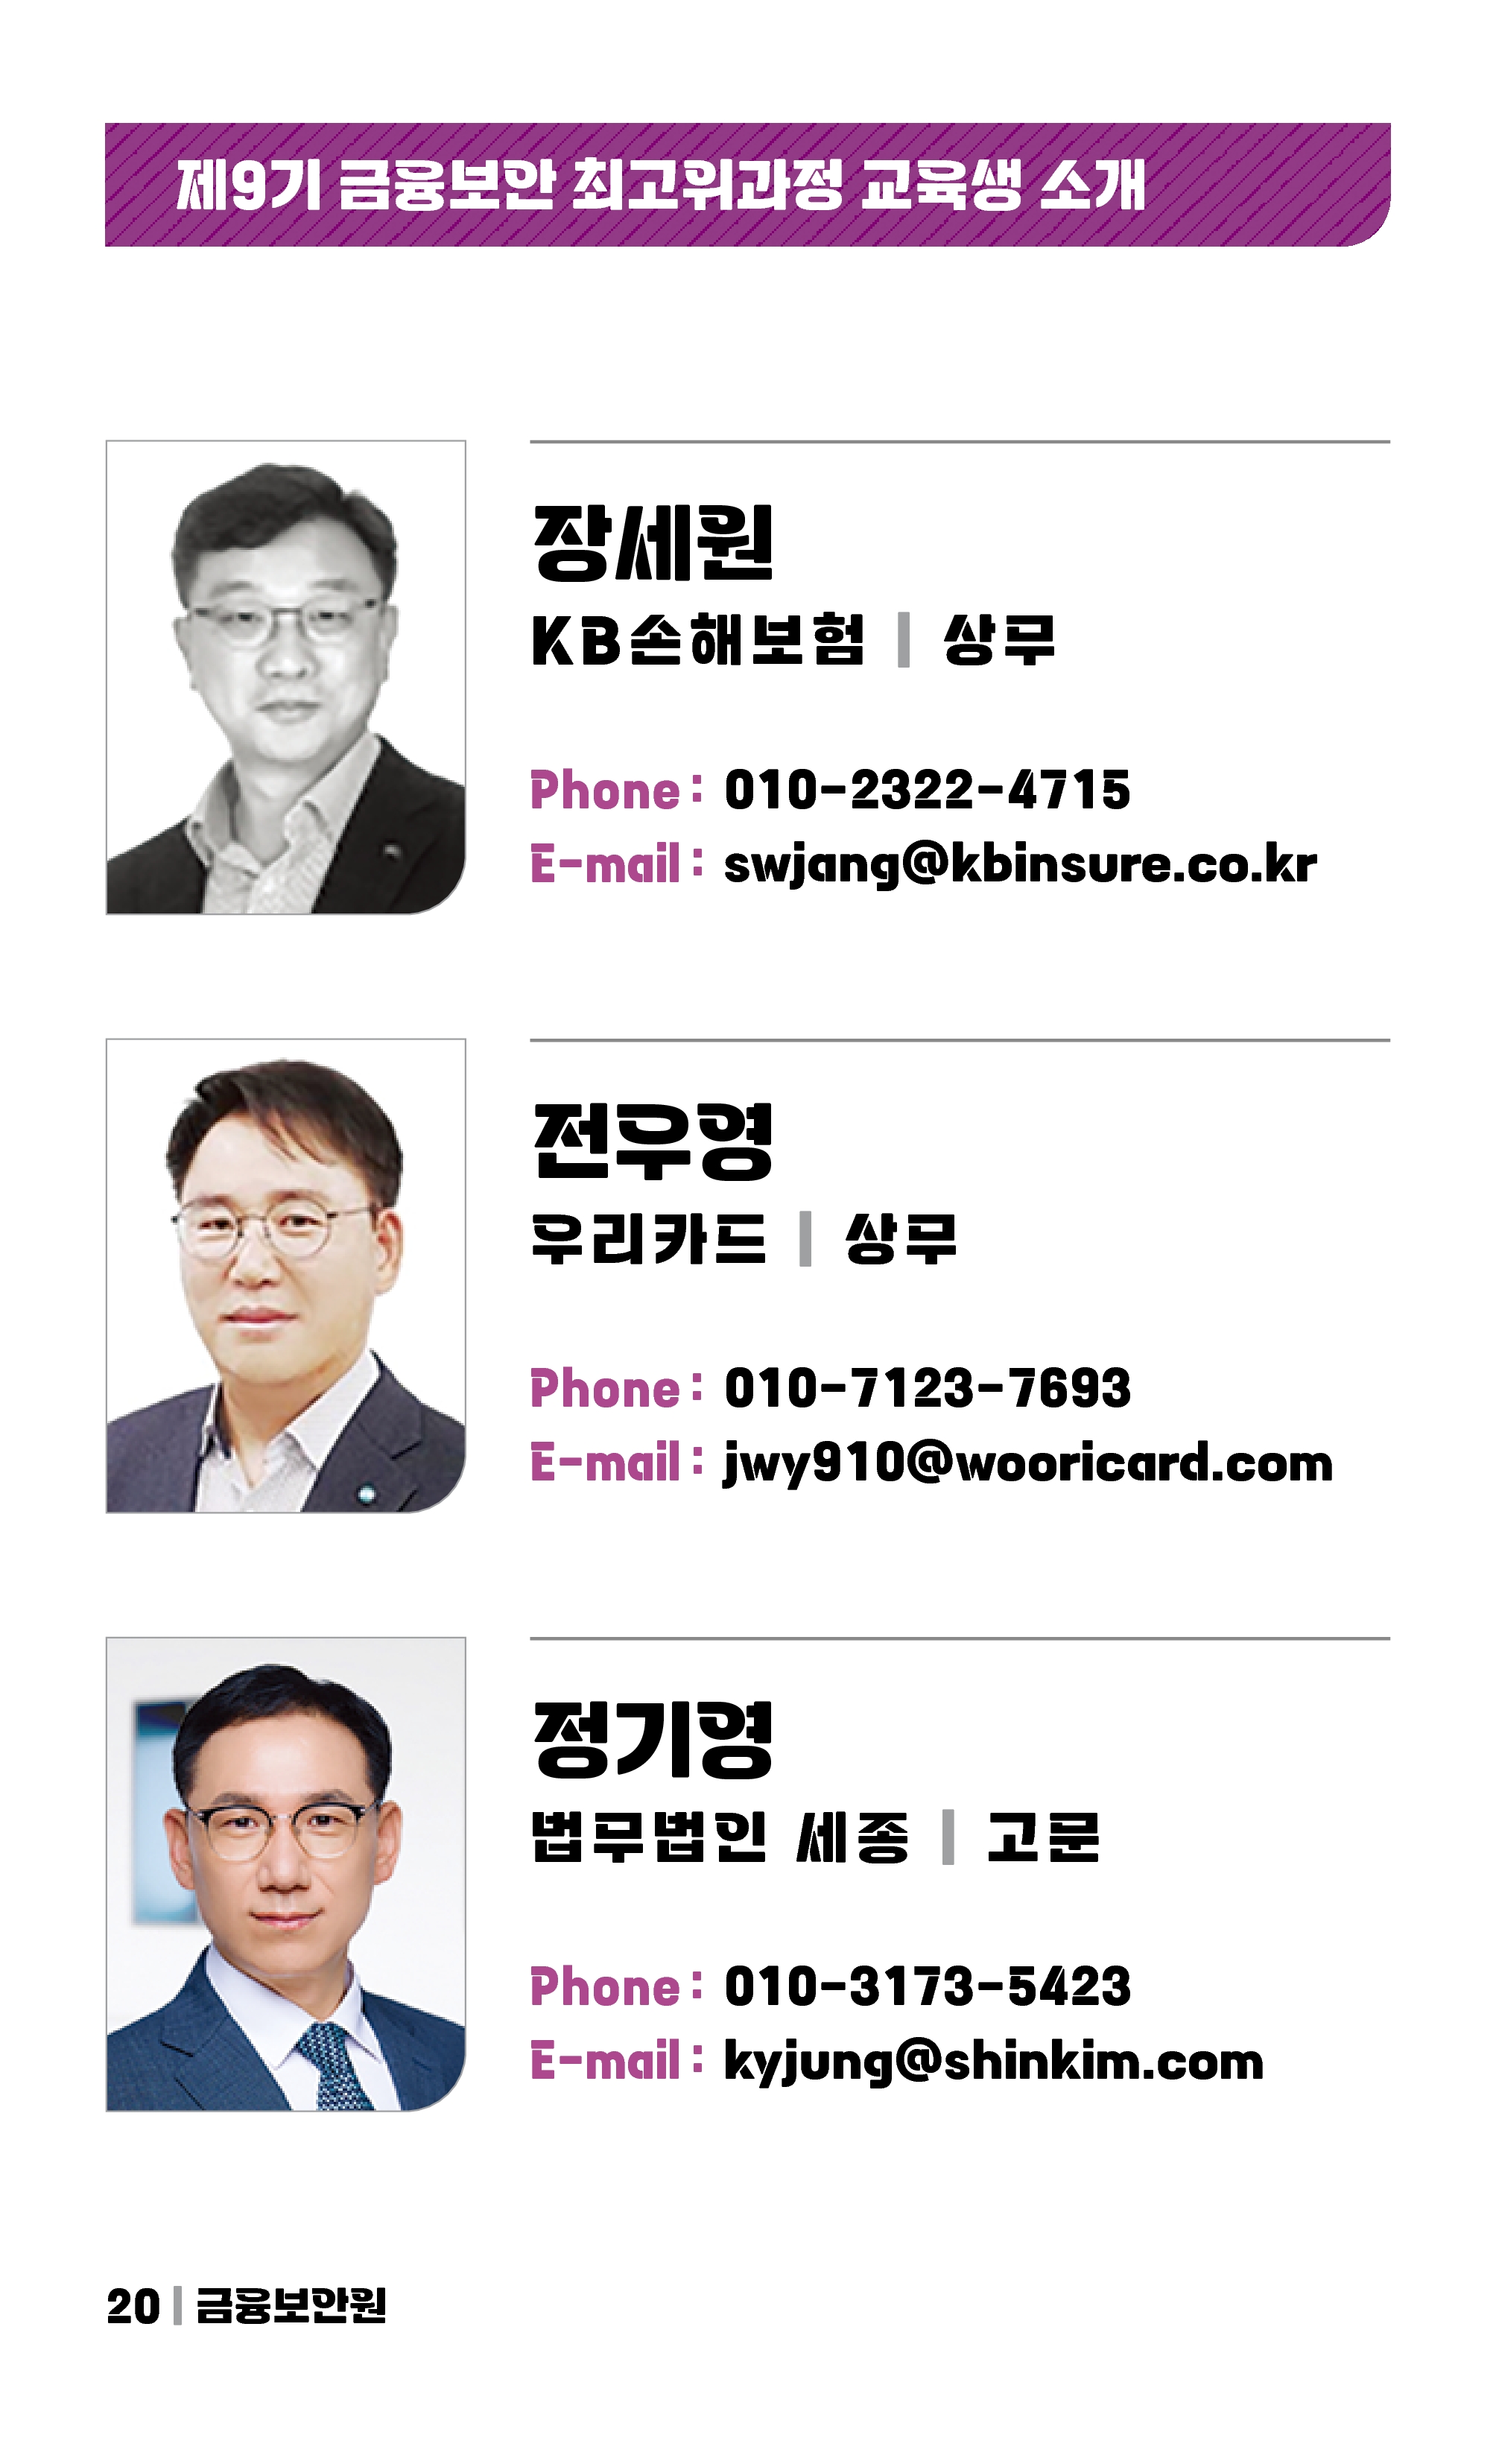 제9기 금융보안 최고위과정 교육생 소개
장세원
KB손해보험 | 상무
Phone : 010-2322-4715
E-mail : swjang@kbinsure.co.kr
전우영
우리카드 | 상무
Phone : 010-7123-7693
E-mail : jwy910@wooricard.com
정기영
법무법인 세종 | 고문
Phone : 010-3173-5423
E-mail : kyjung@shinkim.com
20 | 금융보안원